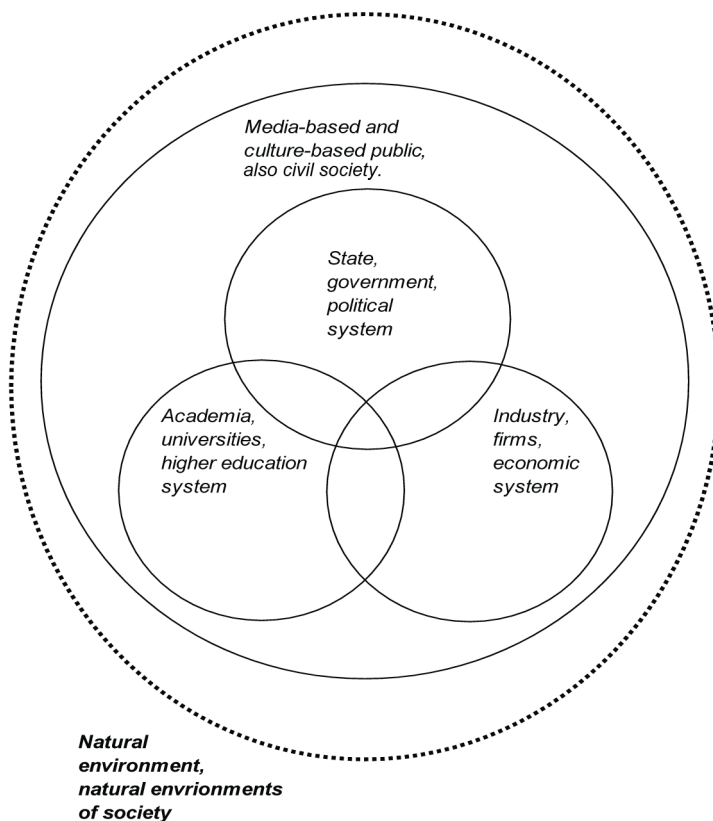 Media-based and
culture-based public,
also civil society.
State,
government,
political
system
Academia,
universities,
higher education
system
Industry,
firms,
economic
system
Natural
environment,
natural envrionments
of society